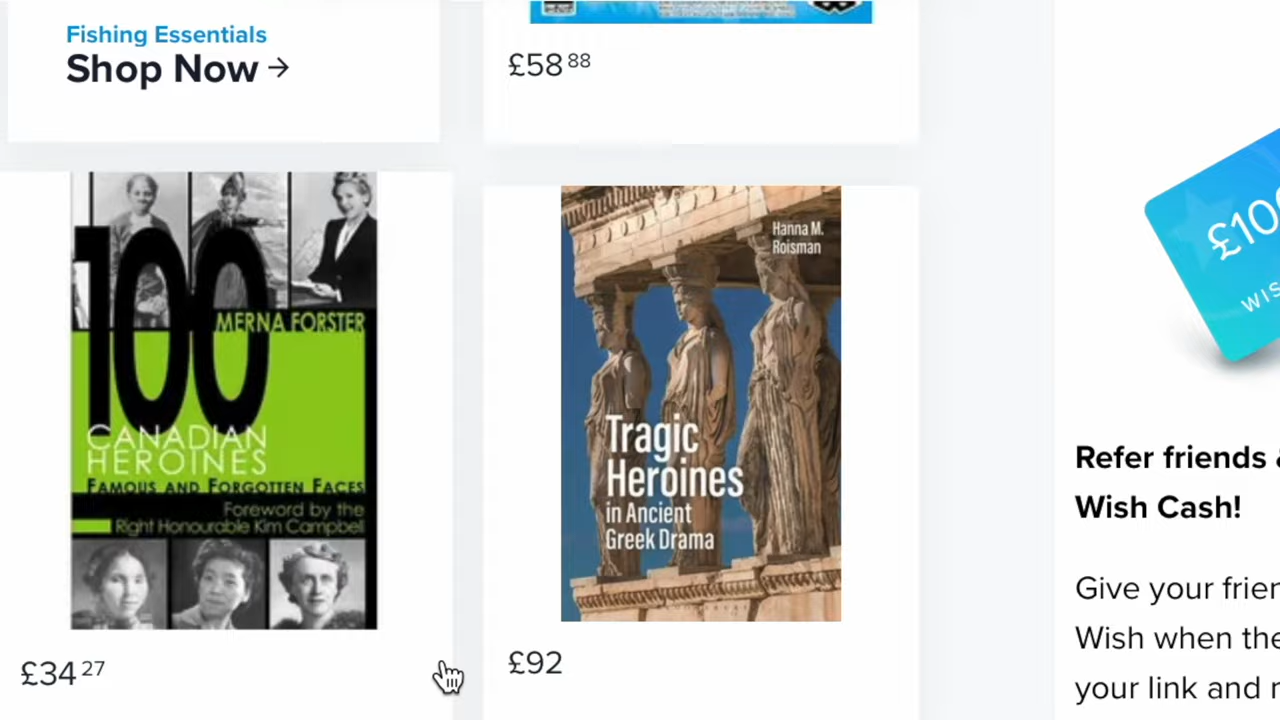 Fishing Essentials
Shop Now →
£58 88
100
MERNA FORSTER
CANADIAN
HEROINES
FAMOUS AND FORGOTTEN FACES
Foreword by the
Right Honourable Kim Campbell
£34 27
Hanna M.
Roisman
Tragic
Heroines
in Ancient
Greek Drama
£92
£100
WIS
Refer friends &
Wish Cash!
Give your frien
Wish when the
your link and